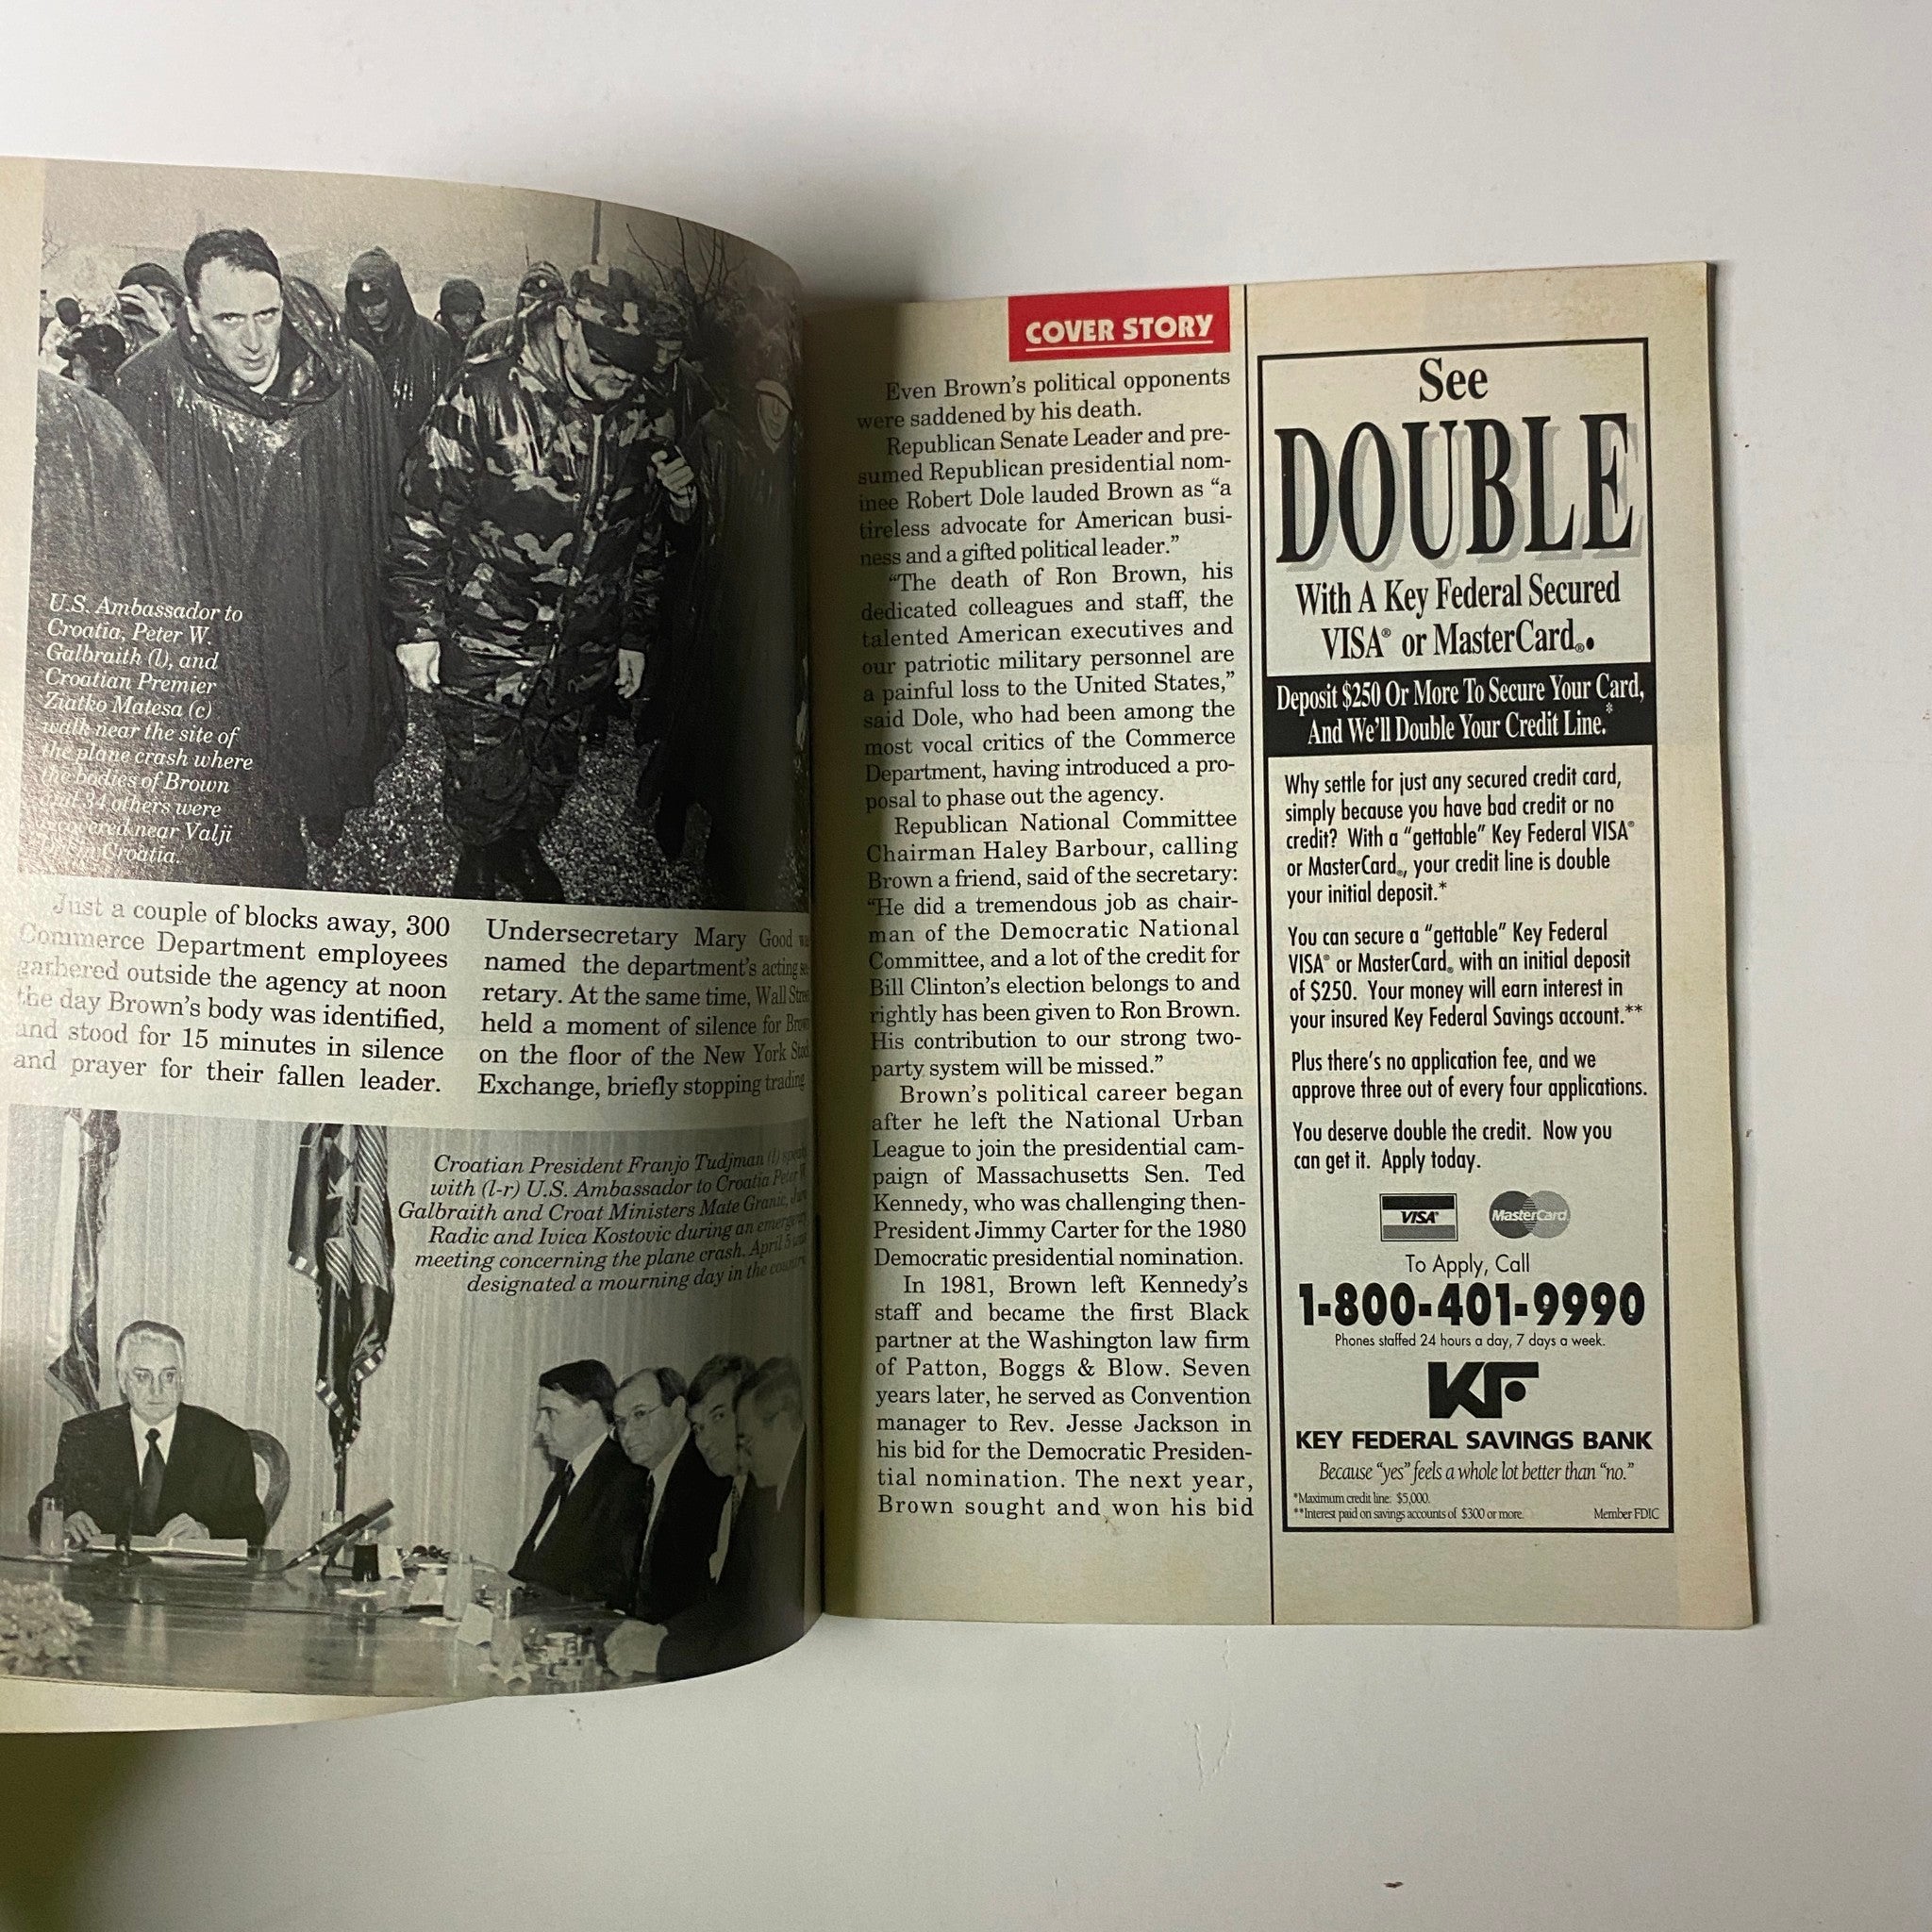 U.S. Ambassador to
Croatia, Peter W.
Galbraith (l), and
Croatian Premier
Ziatko Matesa (c)
walk near the site of
the plane crash where
the bodies of Brown
and 34 others were
recovered near Valji
Croatia.
Just a couple of blocks away, 300
Commerce Department employees
gathered outside the agency at noon
the day Brown's body was identified,
and stood for 15 minutes in silence
and prayer for their fallen leader.
Undersecretary Mary Good
named the department's acting
retary. At the same time, Wall
held a moment of silence for
on the floor of the New York
Exchange, briefly stopping trading
Croatian President Franjo Tudjman (l)
with (l-r) U.S. Ambassador to Croatia Peter
Galbraith and Croat Ministers Mate Granic,
Radic and Ivica Kostovic during an emergency
meeting concerning the plane crash. April 5
designated a mourning day in the
COVER STORY
Even Brown's political opponents
were saddened by his death.
Republican Senate Leader and pre-
sumed Republican presidential nom-
inee Robert Dole lauded Brown as “a
tireless advocate for American busi-
ness and a gifted political leader.”
“The death of Ron Brown, his
dedicated colleagues and staff, the
talented American executives and
our patriotic military personnel are
a painful loss to the United States,”
said Dole, who had been among the
most vocal critics of the Commerce
Department, having introduced a pro-
posal to phase out the agency.
Republican National Committee
Chairman Haley Barbour, calling
Brown a friend, said of the secretary:
“He did a tremendous job as chair-
man of the Democratic National
Committee, and a lot of the credit for
Bill Clinton's election belongs to and
rightly has been given to Ron Brown.
His contribution to our strong two-
party system will be missed.”
Brown's political career began
after he left the National Urban
League to join the presidential cam-
paign of Massachusetts Sen. Ted
Kennedy, who was challenging then-
President Jimmy Carter for the 1980
Democratic presidential nomination.
In 1981, Brown left Kennedy's
staff and became the first Black
partner at the Washington law firm
of Patton, Boggs & Blow. Seven
years later, he served as Convention
manager to Rev. Jesse Jackson in
his bid for the Democratic Presiden-
tial nomination. The next year,
Brown sought and won his bid
See
DOUBLE
With A Key Federal Secured
VISA® or MasterCard®.
Deposit $250 Or More To Secure Your Card,
And We'll Double Your Credit Line.*
Why settle for just any secured credit card,
simply because you have bad credit or no
credit? With a “gettable” Key Federal VISA®
or MasterCard®, your credit line is double
your initial deposit.*
You can secure a “gettable” Key Federal
VISA® or MasterCard® with an initial deposit
of $250. Your money will earn interest in
your insured Key Federal Savings account.**
Plus there's no application fee, and we
approve three out of every four applications.
You deserve double the credit. Now you
can get it. Apply today.
VISA® MasterCard
To Apply, Call
1-800-401-9990
Phones staffed 24 hours a day, 7 days a week.
KF
KEY FEDERAL SAVINGS BANK
Because “yes” feels a whole lot better than “no.”
*Maximum credit line: $5,000.
**Interest paid on savings accounts of $300 or more. Member FDIC